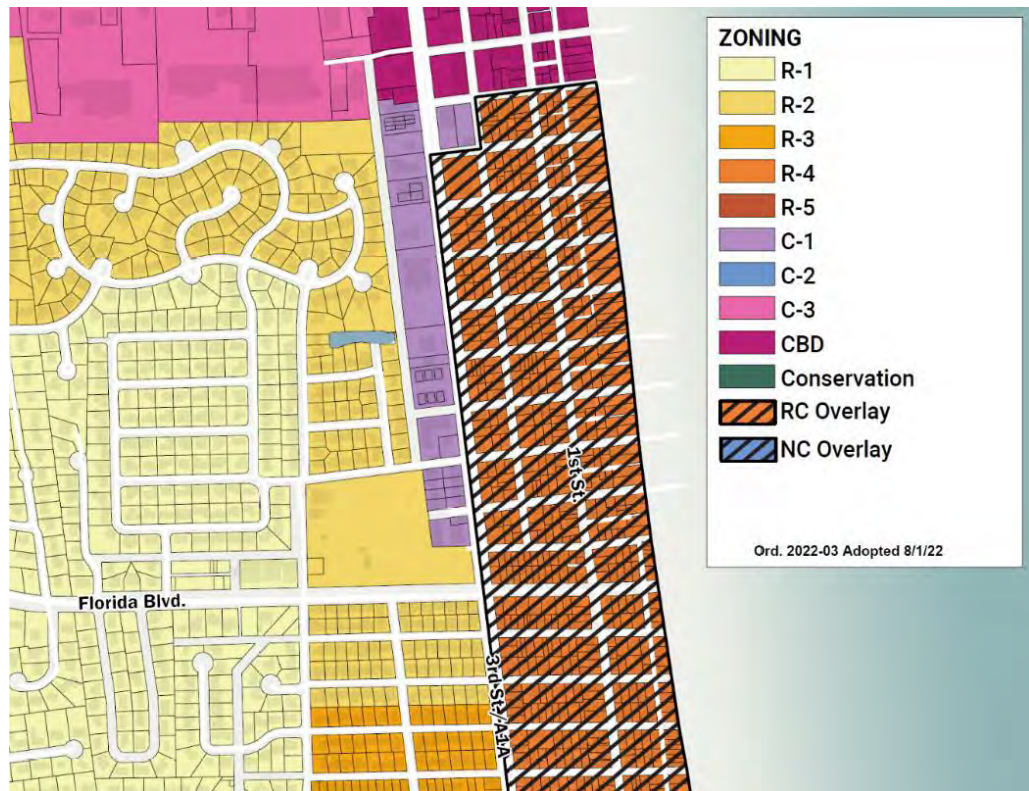 ZONING
R-1
R-2
R-3
R-4
R-5
C-1
C-2
C-3
CBD
Conservation
RC Overlay
NC Overlay
Ord. 2022-03 Adopted 8/1/22
1st St.
Florida Blvd.
3rd St./A1A